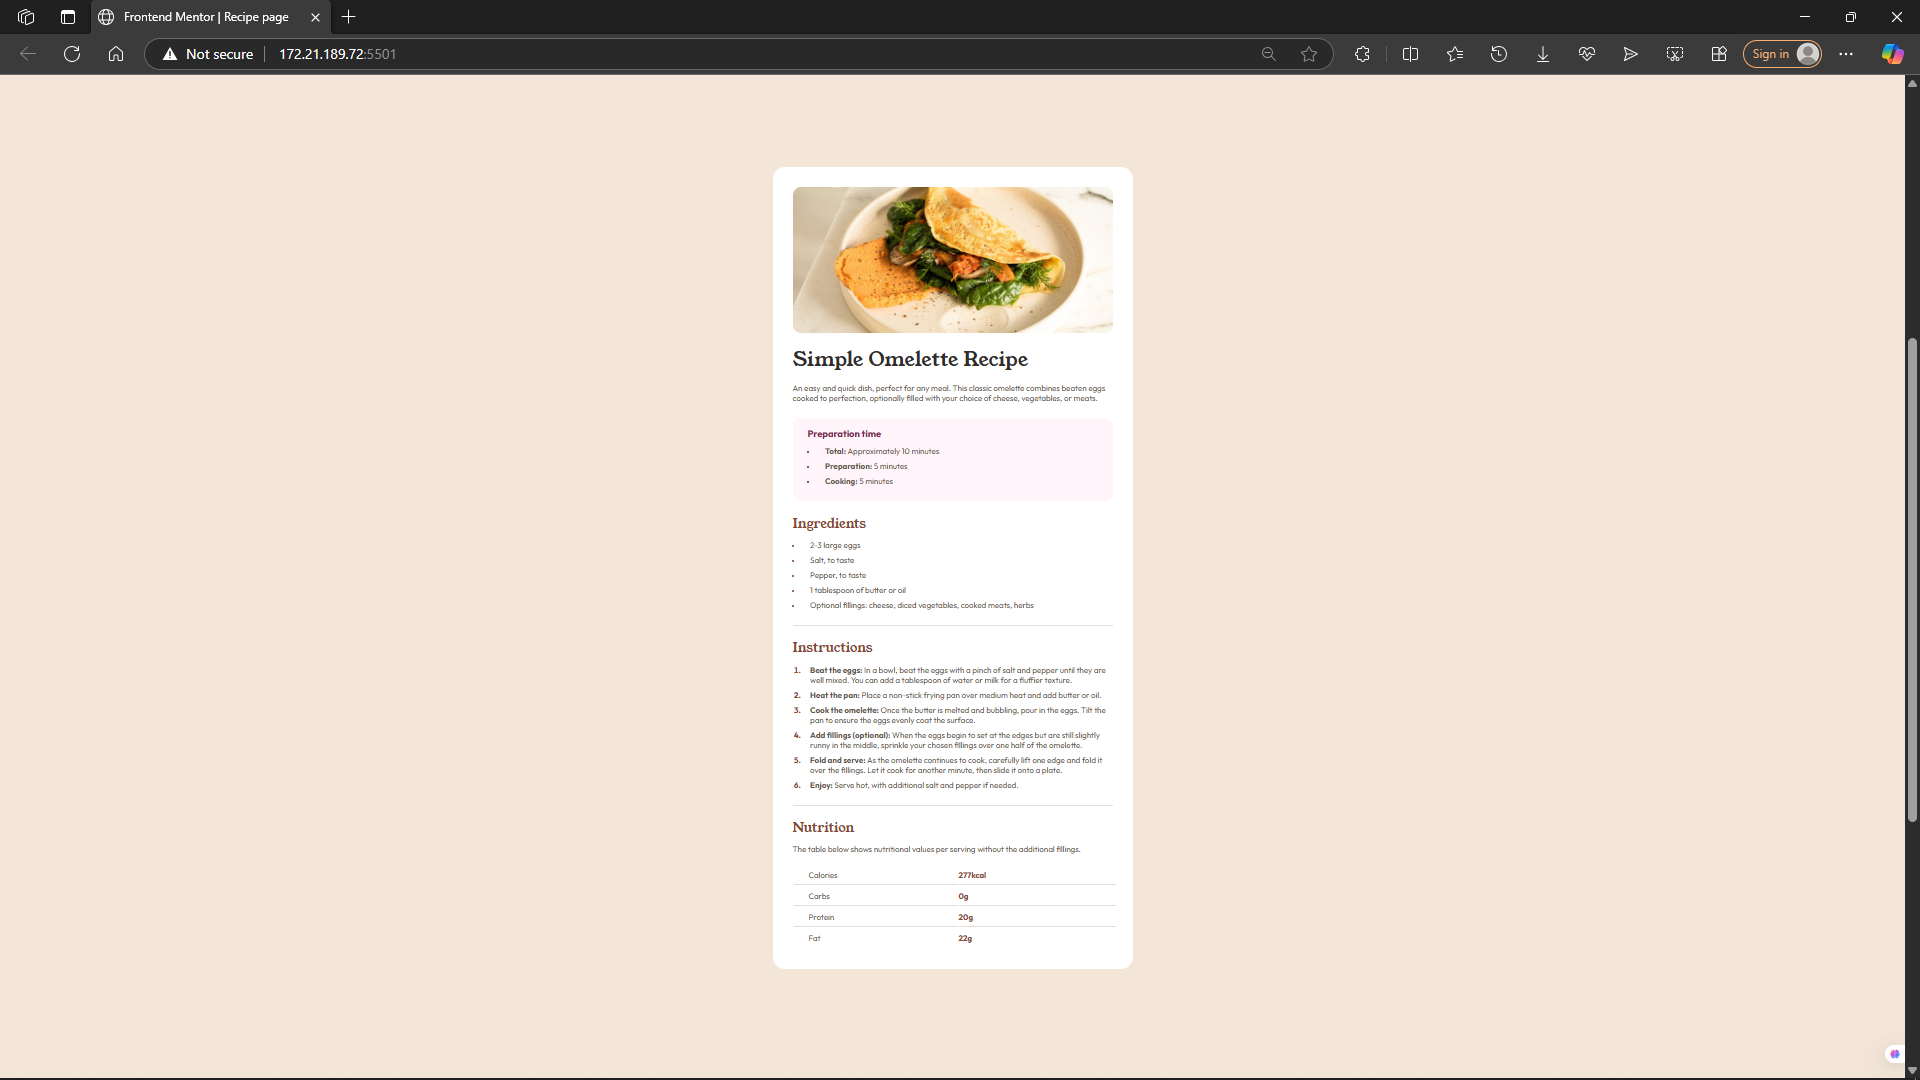 Frontend Mentor | Recipe page
Not secure
172.21.189.72:5501
Sign in
Simple Omelette Recipe
An easy and quick dish, perfect for any meal. This classic omelette combines beaten eggs
cooked to perfection, optionally filled with your choice of cheese, vegetables, or meats.
Preparation time
• Total: Approximately 10 minutes
• Preparation: 5 minutes
• Cooking: 5 minutes
Ingredients
• 2-3 large eggs
• Salt, to taste
• Pepper, to taste
• 1 tablespoon of butter or oil
• Optional fillings: cheese, diced vegetables, cooked meats, herbs
Instructions
1. Beat the eggs: In a bowl, beat the eggs with a pinch of salt and pepper until they are
well mixed. You can add a tablespoon of water or milk for a fluffier texture.
2. Heat the pan: Place a non-stick frying pan over medium heat and add butter or oil.
3. Cook the omelette: Once the butter is melted and bubbling, pour in the eggs. Tilt the
pan to ensure the eggs evenly coat the surface.
4. Add fillings (optional): When the eggs begin to set at the edges but are still slightly
runny in the middle, sprinkle your chosen fillings over one half of the omelette.
5. Fold and serve: As the omelette continues to cook, carefully lift one edge and fold it
over the fillings. Let it cook for another minute, then slide it onto a plate.
6. Enjoy: Serve hot, with additional salt and pepper if needed.
Nutrition
The table below shows nutritional values per serving without the additional fillings.
Calories 277kcal
Carbs 0g
Protein 20g
Fat 22g